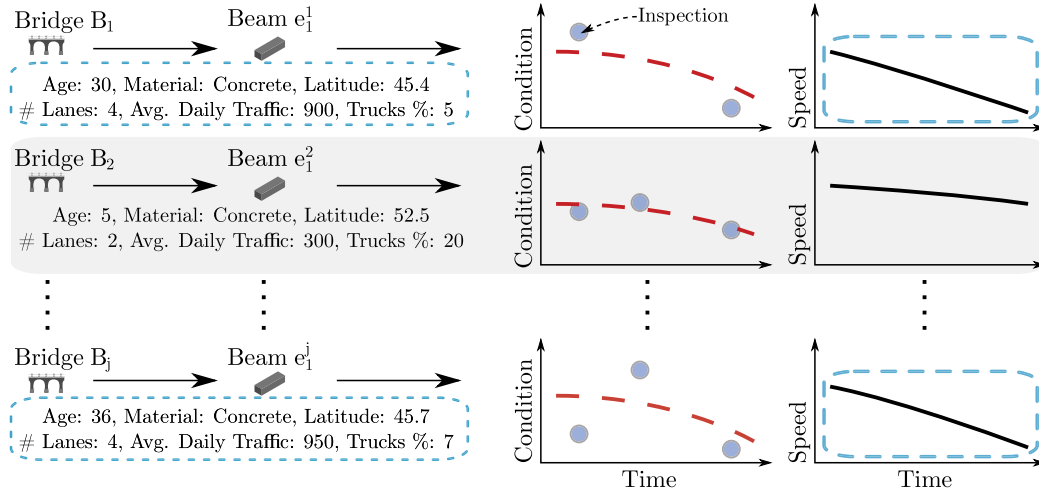 Bridge B₁ Beam e₁¹
Age: 30, Material: Concrete, Latitude: 45.4
# Lanes: 4, Avg. Daily Traffic: 900, Trucks %: 5
Condition
Inspection
Speed
Bridge B₂ Beam e₁²
Age: 5, Material: Concrete, Latitude: 52.5
# Lanes: 2, Avg. Daily Traffic: 300, Trucks %: 20
Condition
Speed
Bridge Bⱼ Beam e₁ʲ
Age: 36, Material: Concrete, Latitude: 45.7
# Lanes: 4, Avg. Daily Traffic: 950, Trucks %: 7
Condition
Time
Speed
Time